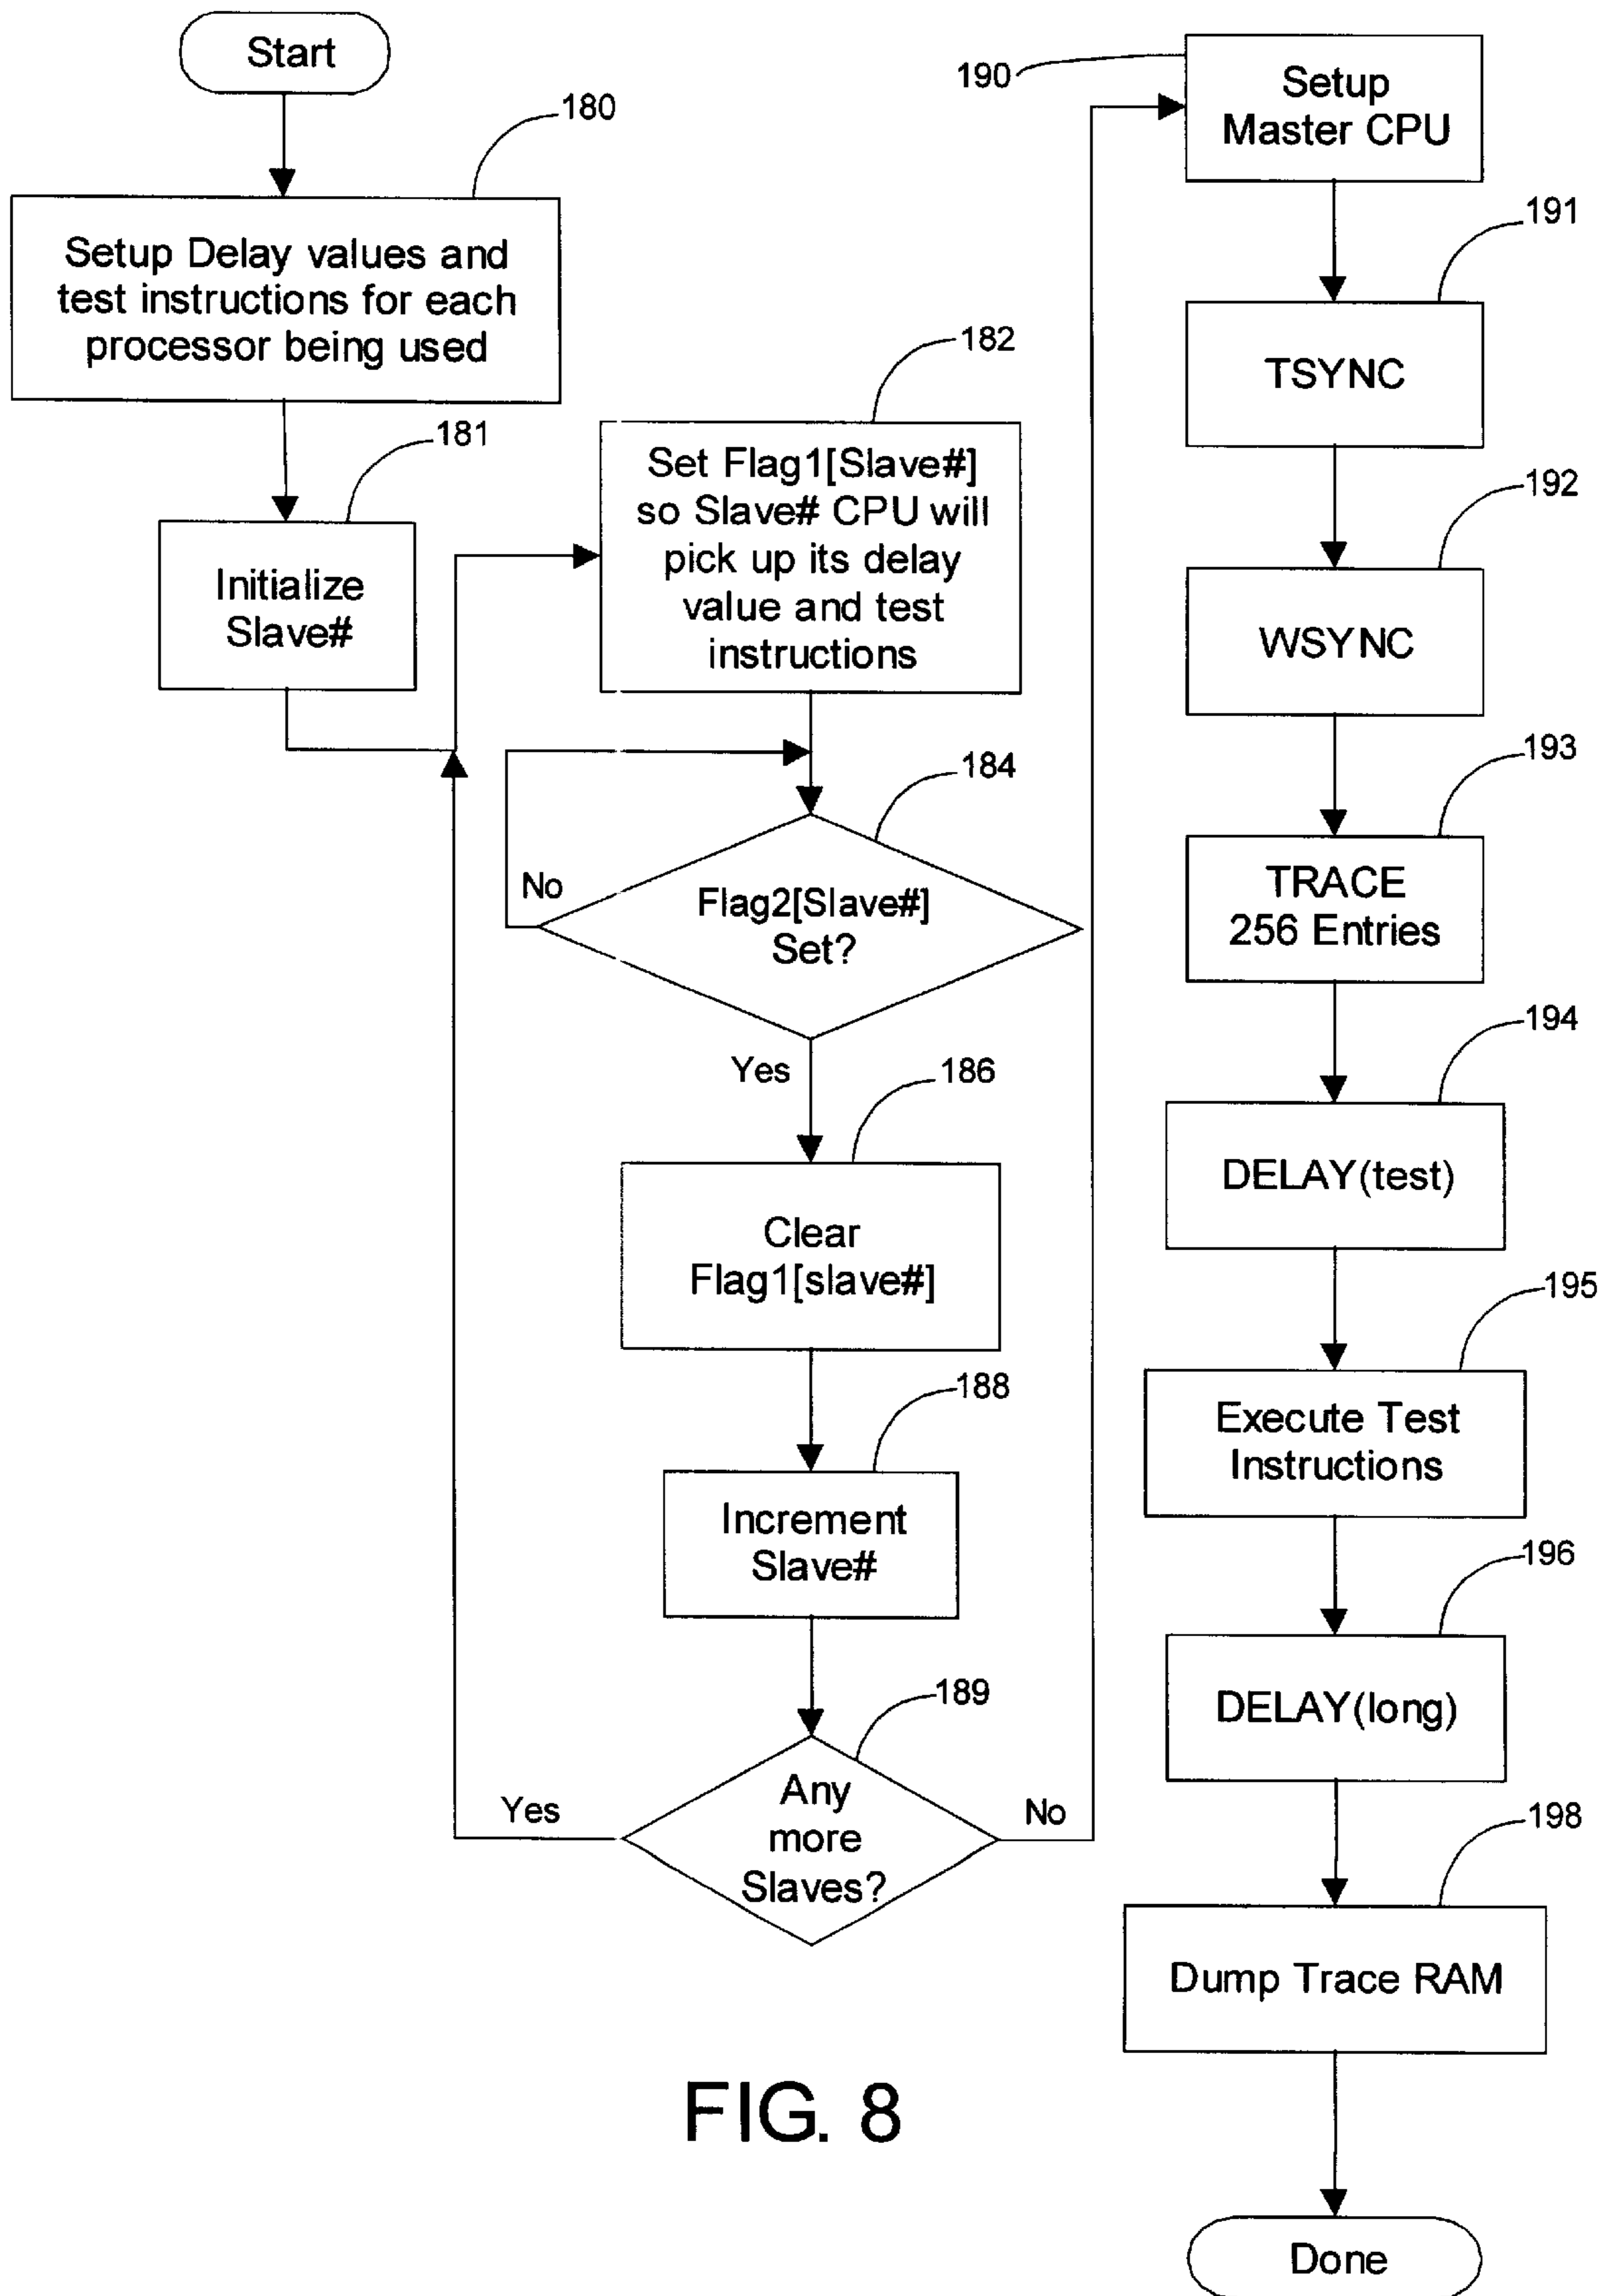 Start
180
Setup Delay values and
test instructions for each
processor being used
181
Initialize
Slave#
182
Set Flag1[Slave#]
so Slave# CPU will
pick up its delay
value and test
instructions
184
No
Flag2[Slave#]
Set?
Yes
186
Clear
Flag1[slave#]
188
Increment
Slave#
189
Any
more
Slaves?
Yes
No
190
Setup
Master CPU
191
TSYNC
192
WSYNC
193
TRACE
256 Entries
194
DELAY(test)
195
Execute Test
Instructions
196
DELAY(long)
198
Dump Trace RAM
Done
FIG. 8